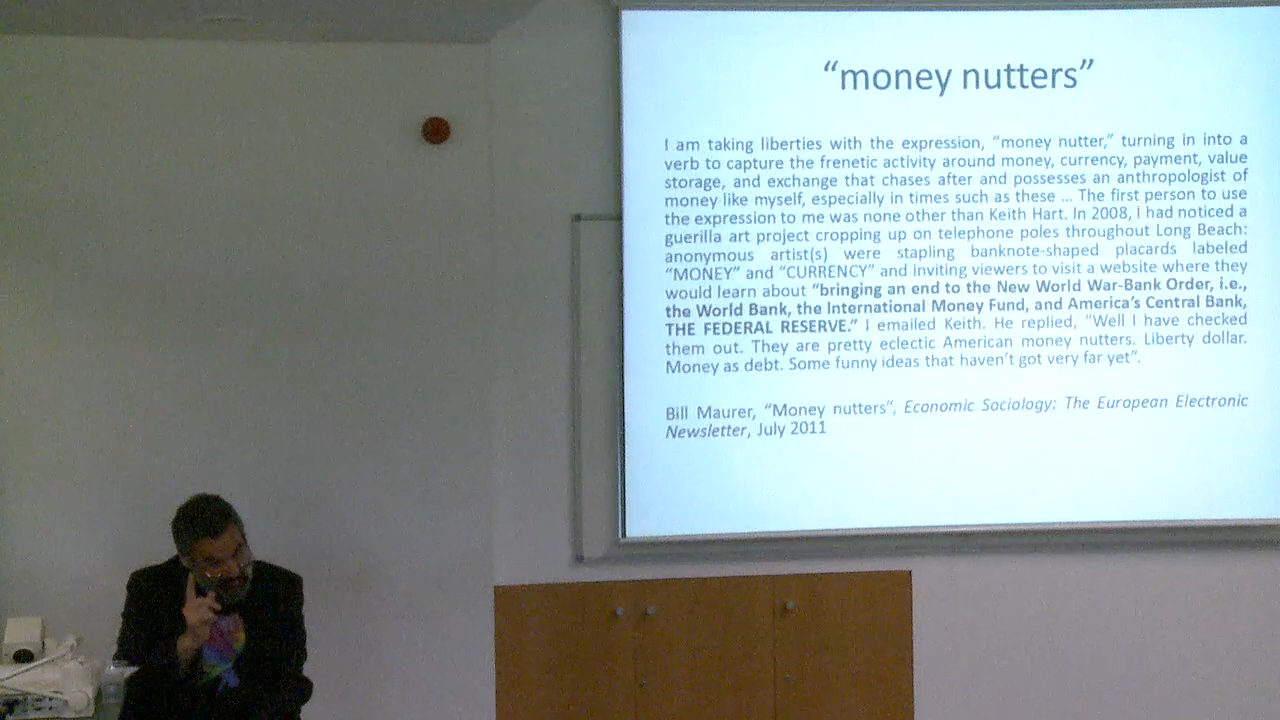 “money nutters”
I am taking liberties with the expression, “money nutter,” turning in into a
verb to capture the frenetic activity around money, currency, payment, value
storage, and exchange that chases after and possesses an anthropologist of
money like myself, especially in times such as these ... The first person to use
the expression to me was none other than Keith Hart. In 2008, I had noticed a
guerilla art project cropping up on telephone poles throughout Long Beach:
anonymous artist(s) were stapling banknote-shaped placards labeled
“MONEY” and “CURRENCY” and inviting viewers to visit a website where they
would learn about “bringing an end to the New World War-Bank Order, i.e.,
the World Bank, the International Money Fund, and America’s Central Bank,
THE FEDERAL RESERVE.” I emailed Keith. He replied, “Well I have checked
them out. They are pretty eclectic American money nutters. Liberty dollar.
Money as debt. Some funny ideas that haven’t got very far yet”.
Bill Maurer, “Money nutters”, Economic Sociology: The European Electronic
Newsletter, July 2011